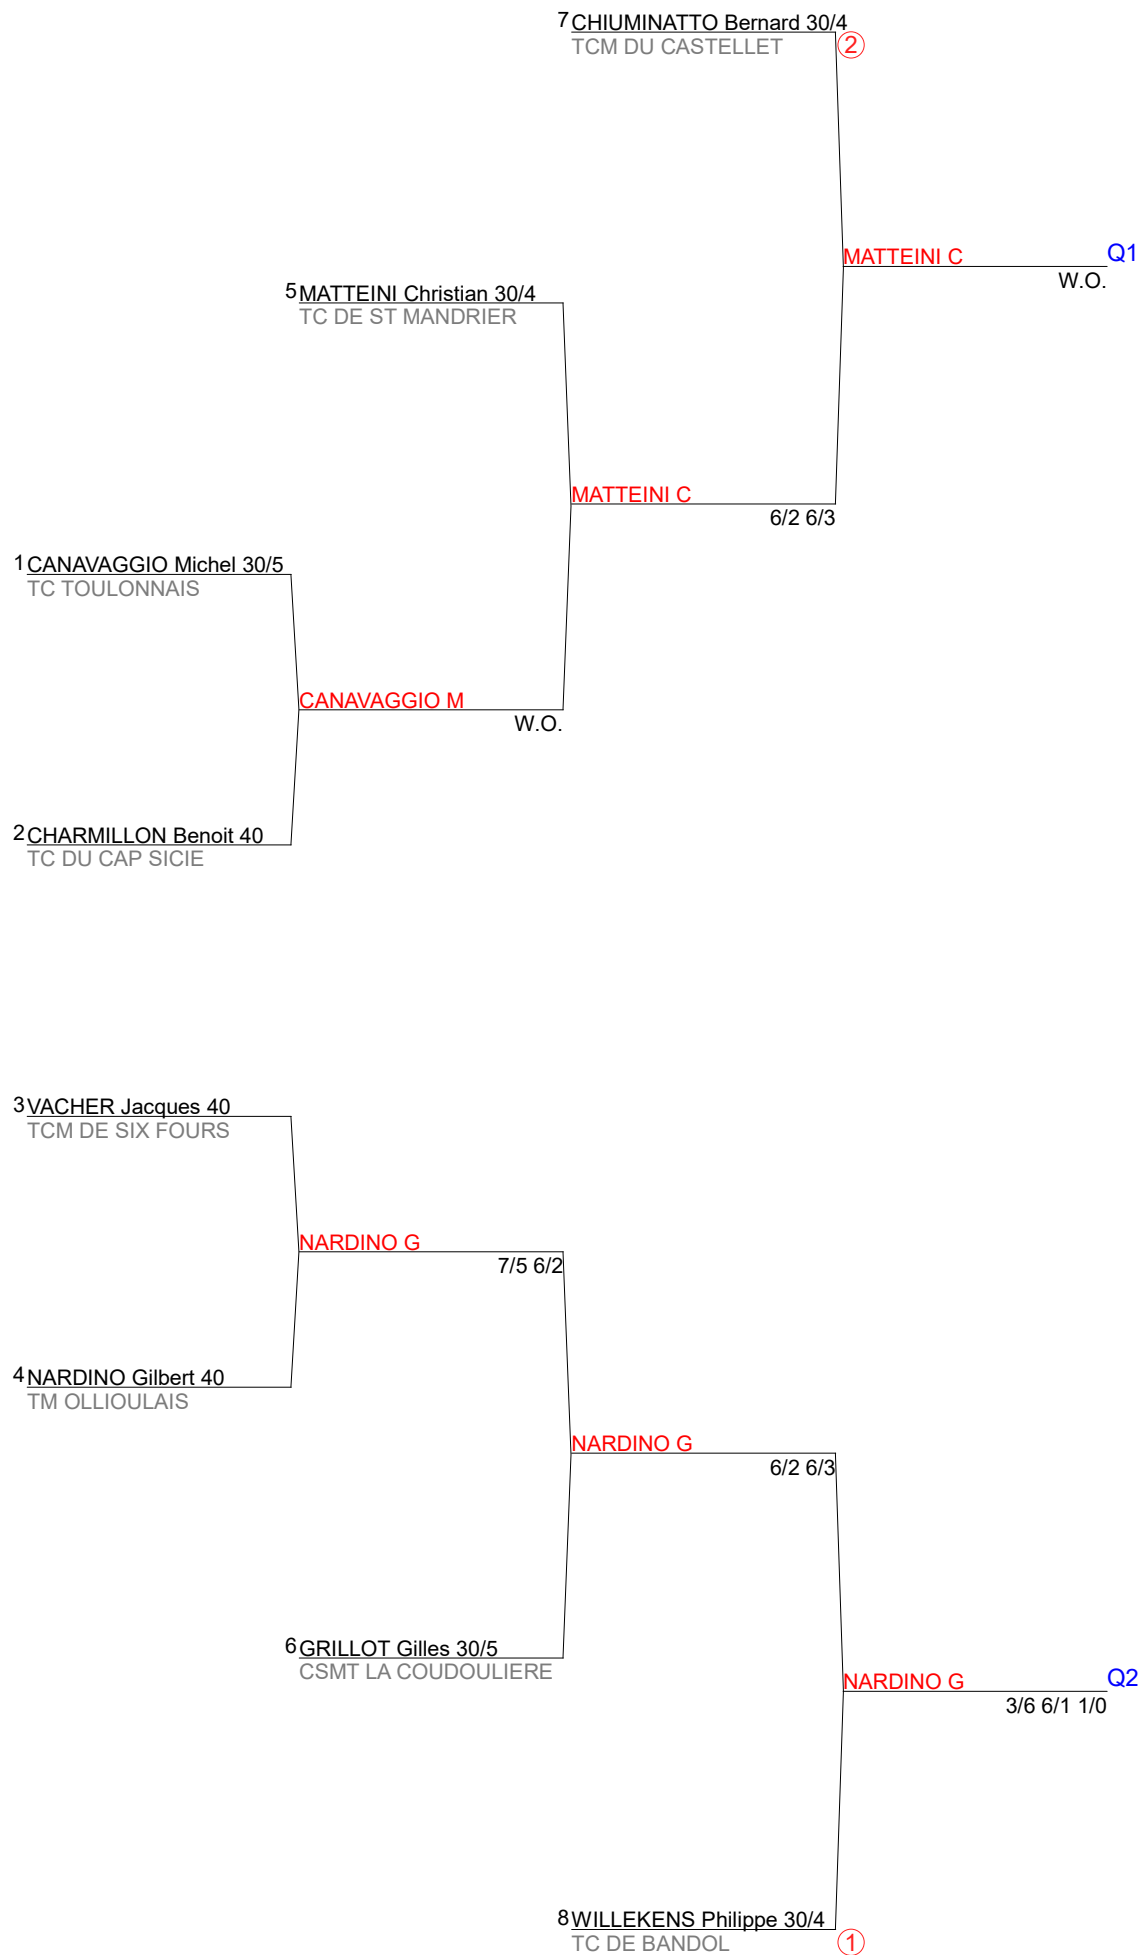 7 CHIUMINATTO Bernard 30/4
TCM DU CASTELLET
2
MATTEINI C
Q1
W.O.
5 MATTEINI Christian 30/4
TC DE ST MANDRIER
MATTEINI C
6/2 6/3
1 CANAVAGGIO Michel 30/5
TC TOULONNAIS
CANAVAGGIO M
W.O.
2 CHARMILLON Benoit 40
TC DU CAP SICIE
3 VACHER Jacques 40
TCM DE SIX FOURS
NARDINO G
7/5 6/2
4 NARDINO Gilbert 40
TM OLLIOULAIS
NARDINO G
6/2 6/3
6 GRILLOT Gilles 30/5
CSMT LA COUDOULIERE
NARDINO G
Q2
3/6 6/1 1/0
8 WILLEKENS Philippe 30/4
TC DE BANDOL
1